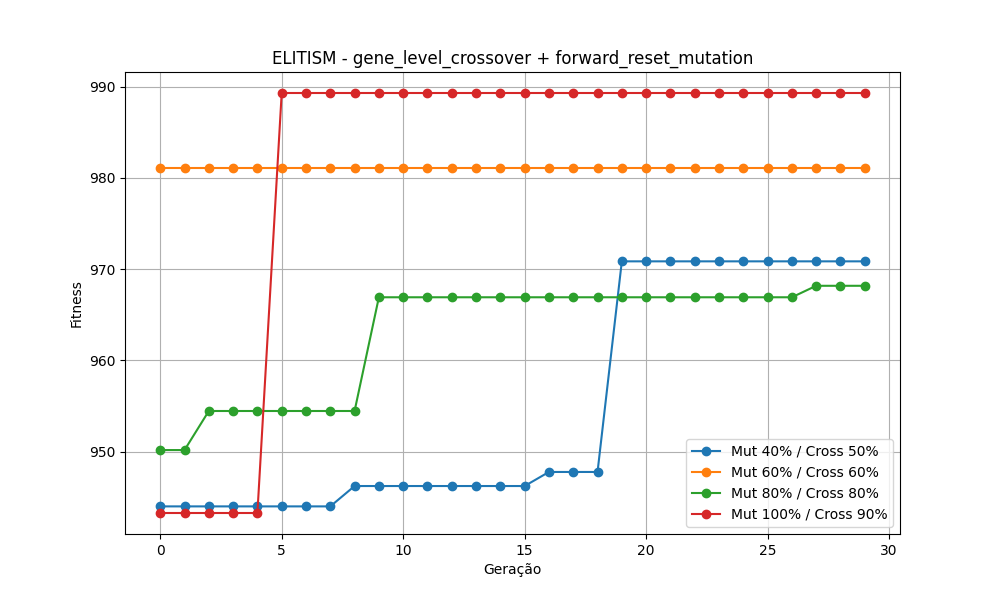 ELITISM - gene_level_crossover + forward_reset_mutation
990
980
970
960
950
Fitness
0
5
10
15
20
25
30
Geração
Mut 40% / Cross 50%
Mut 60% / Cross 60%
Mut 80% / Cross 80%
Mut 100% / Cross 90%